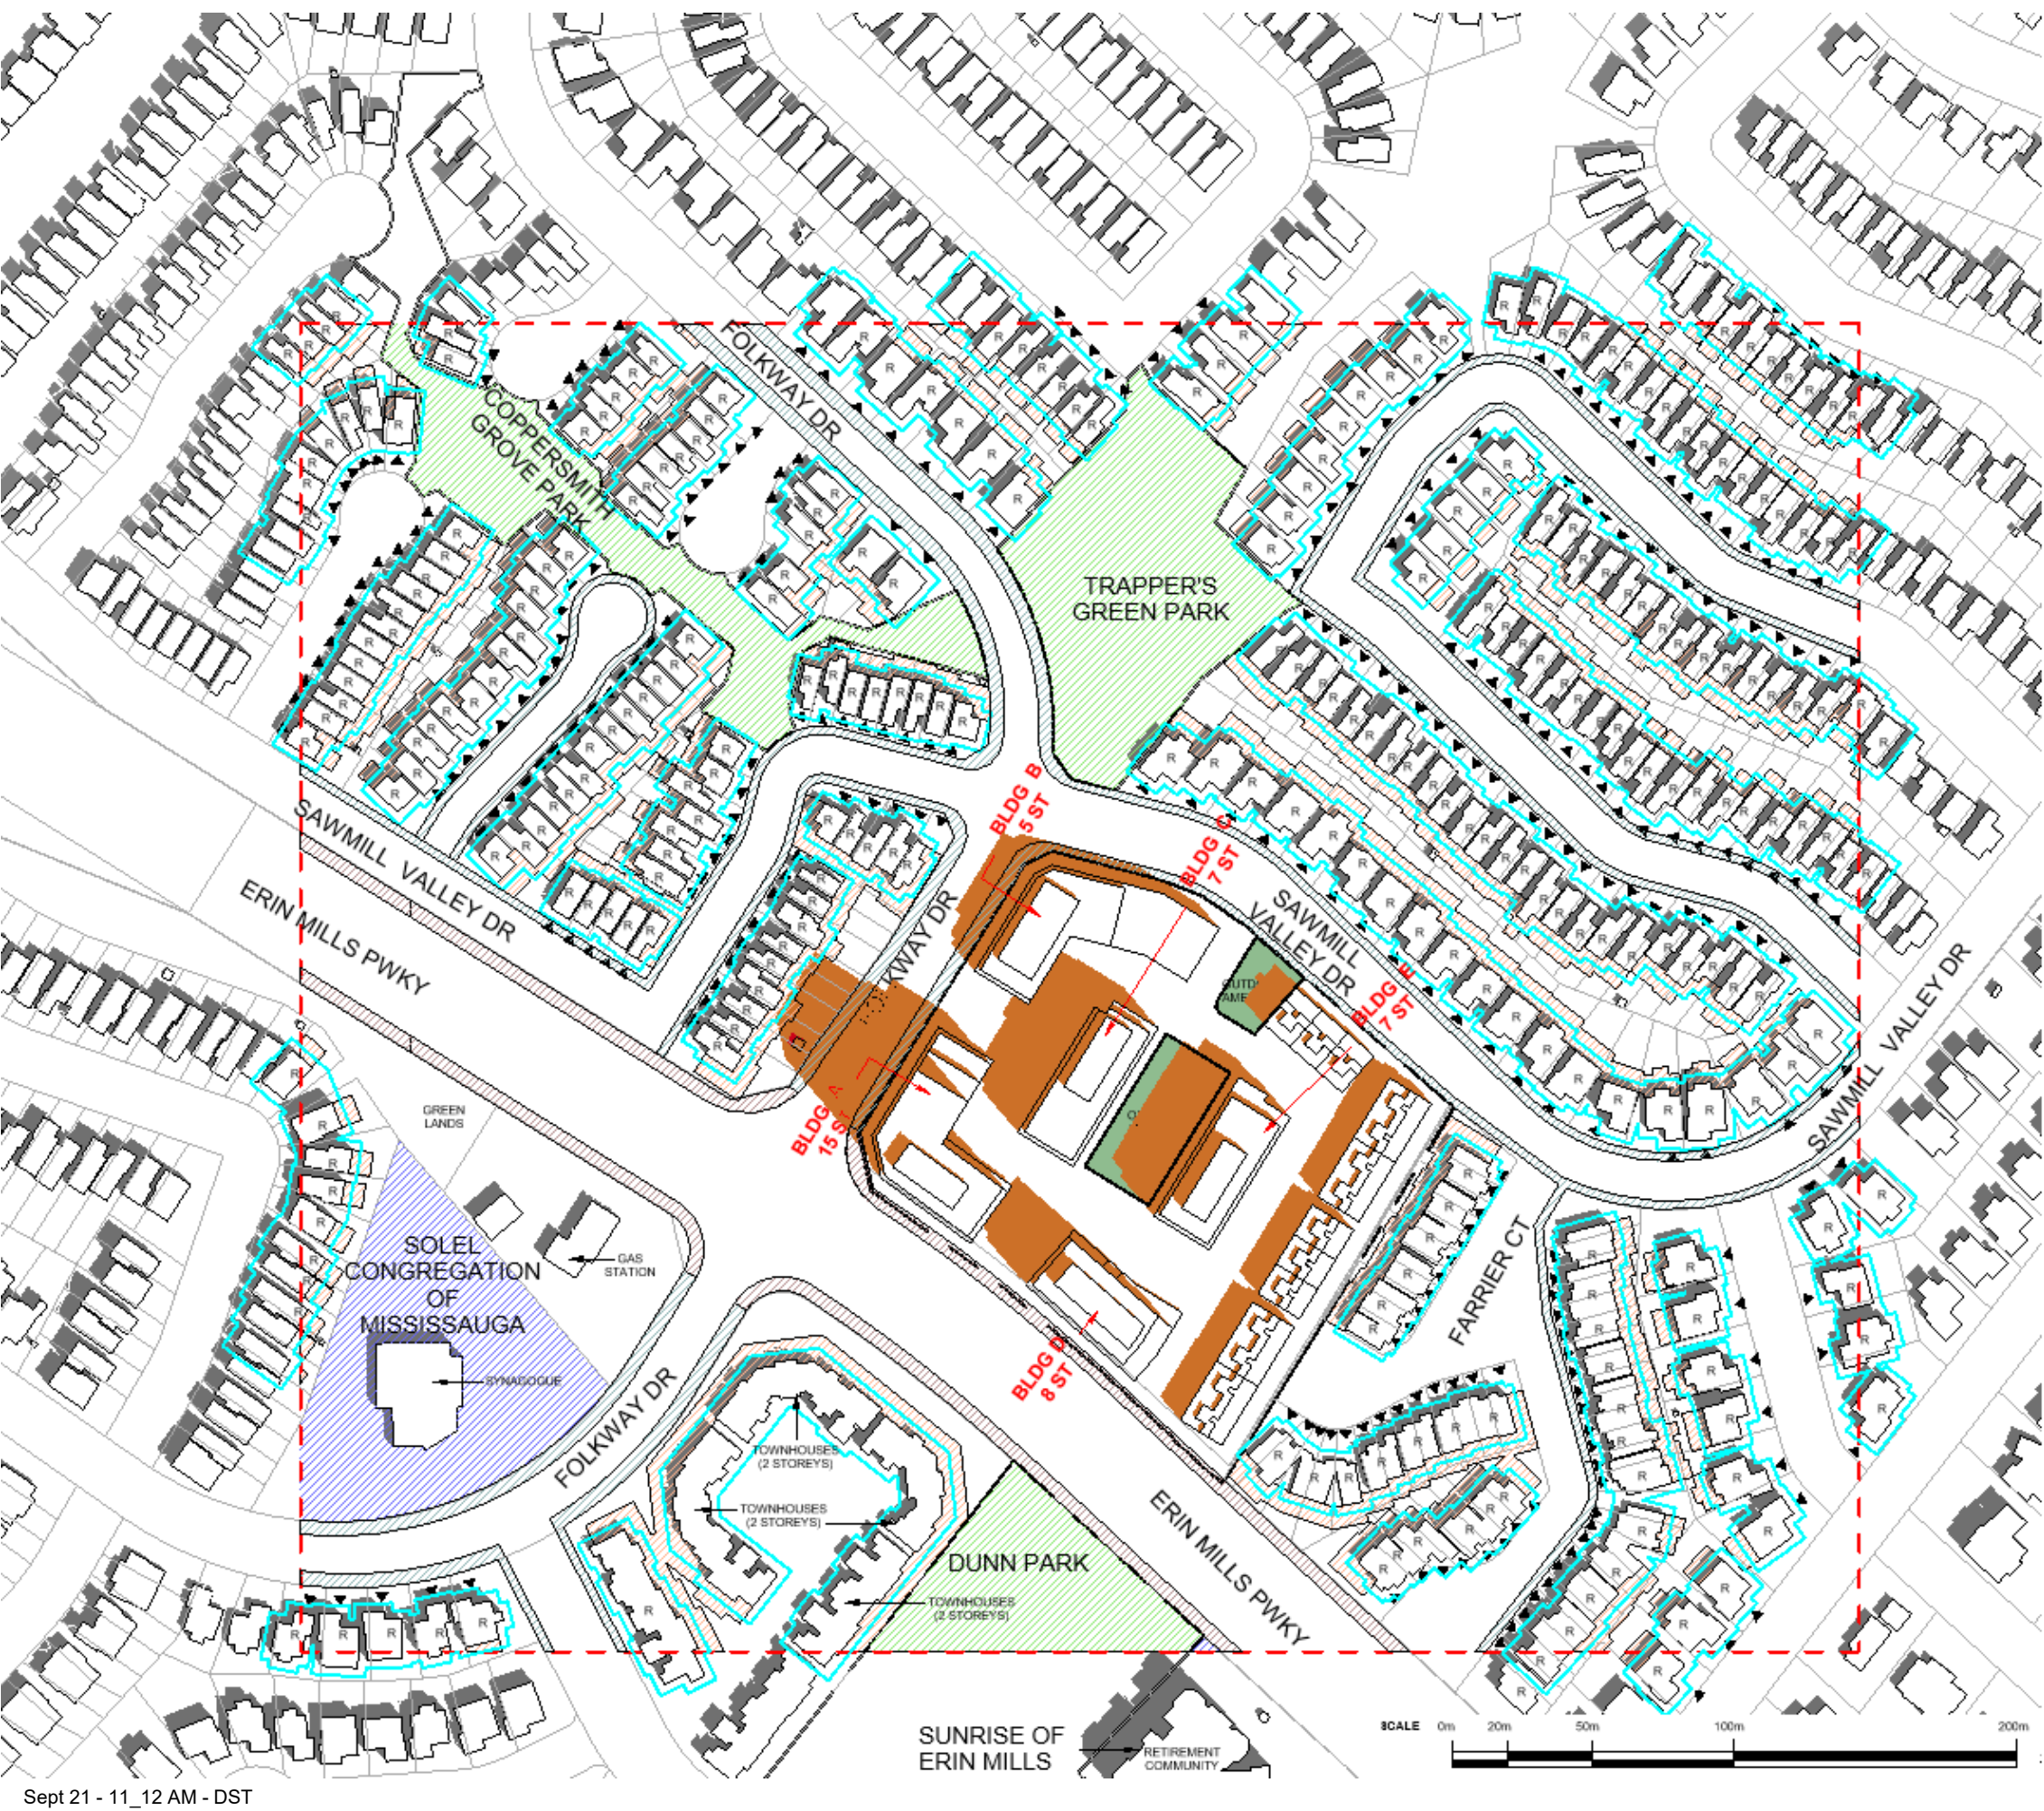 FOLKWAY DR
COPPERSMITH
GROVE PARK
TRAPPER'S
GREEN PARK
BLDG B
5 ST
BLDG C
7 ST
SAWMILL VALLEY DR
ERIN MILLS PWKY
SAWMILL
VALLEY DR
BLDG E
7 ST
SAWMILL VALLEY DR
BLDG A
15 ST
GREEN
LANDS
SOLEL
CONGREGATION
OF
MISSISSAUGA
GAS
STATION
SYNAGOGUE
FARRIER CT
BLDG D
8 ST
FOLKWAY DR
TOWNHOUSES
(2 STOREYS)
TOWNHOUSES
(2 STOREYS)
DUNN PARK
TOWNHOUSES
(2 STOREYS)
ERIN MILLS PWKY
SUNRISE OF
ERIN MILLS
RETIREMENT
COMMUNITY
SCALE 0m 20m 50m 100m 200m
Sept 21 - 11_12 AM - DST